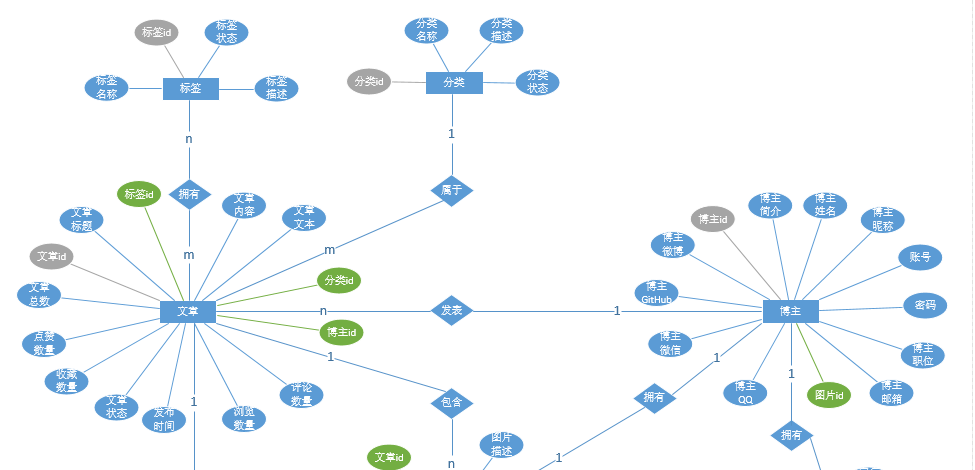 标签id
标签
状态
标签
名称
标签
标签
描述
分类
名称
分类
描述
分类id
分类
分类
状态
n
1
标签id
拥有
文章
内容
文章
文本
属于
文章
标题
文章id
文章
总数
m
m
分类id
文章
n
发表
1
博主id
点赞
数量
收藏
数量
文章
状态
发布
时间
浏览
数量
评论
数量
1
1
包含
文章id
图片
描述
n
博主id
博主
简介
博主
姓名
博主
昵称
博主
微博
账号
博主
GitHub
博主
密码
博主
微信
博主
职位
博主
QQ
图片id
博主
邮箱
1
1
拥有
拥有
1